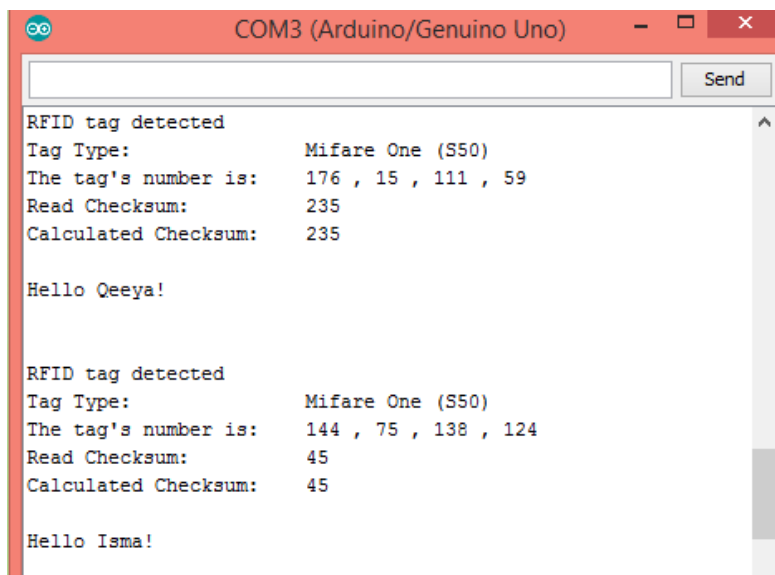 COM3 (Arduino/Genuino Uno)
Send
RFID tag detected
Tag Type: Mifare One (S50)
The tag's number is: 176 , 15 , 111 , 59
Read Checksum: 235
Calculated Checksum: 235
Hello Qeeya!
RFID tag detected
Tag Type: Mifare One (S50)
The tag's number is: 144 , 75 , 138 , 124
Read Checksum: 45
Calculated Checksum: 45
Hello Isma!